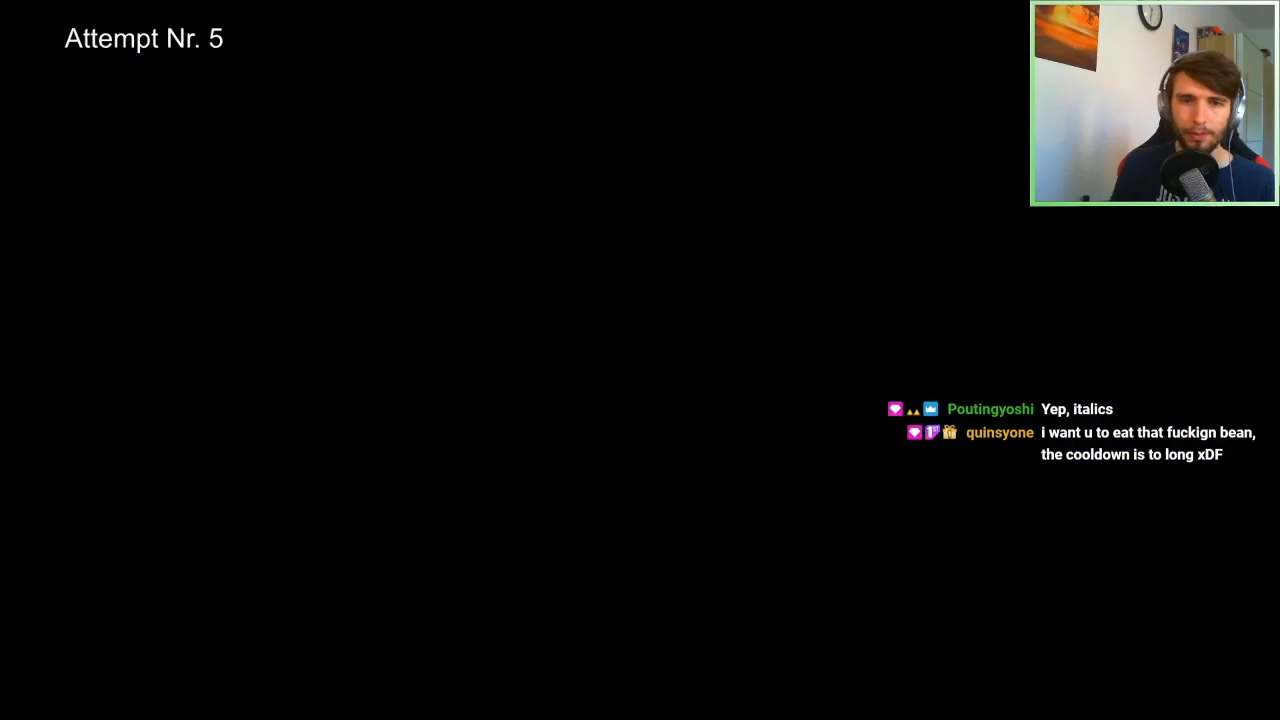 Attempt Nr. 5
Poutingyoshi Yep, italics
quinsyone i want u to eat that fuckign bean,
the cooldown is to long xDF